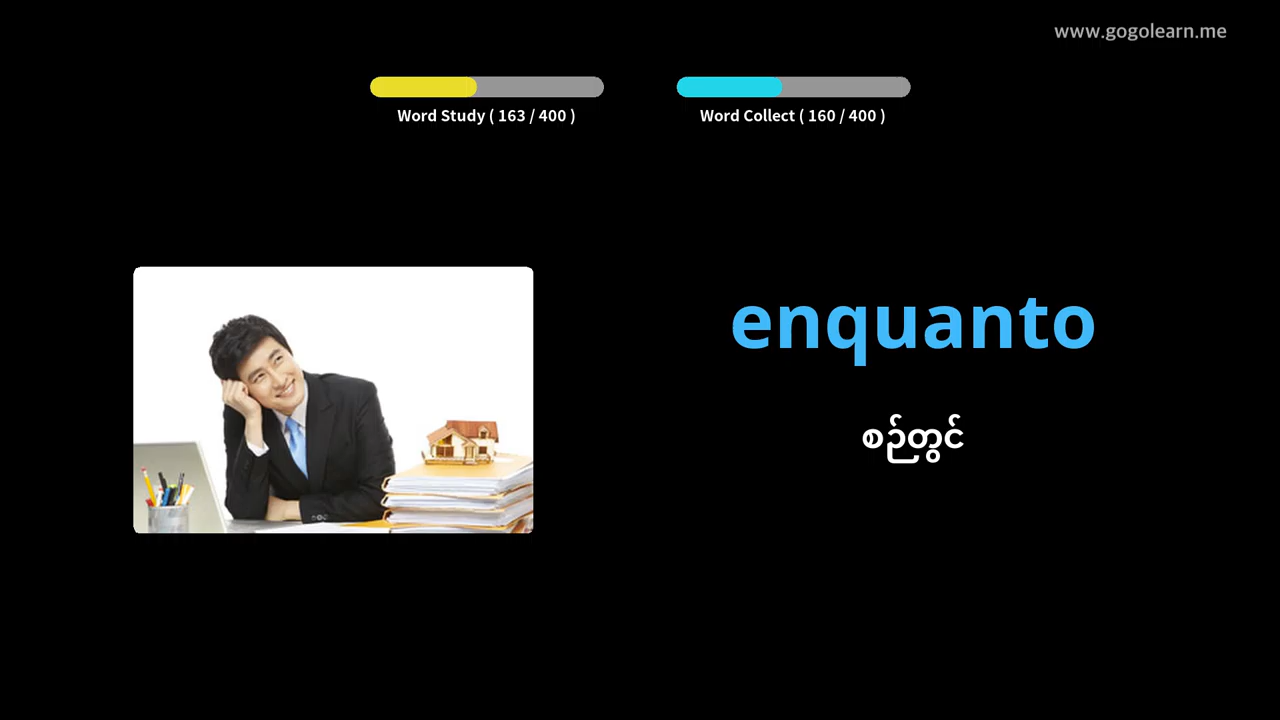 www.gogolearn.me
Word Study ( 163 / 400 )
Word Collect ( 160 / 400 )
enquanto
စဉ်တွင်